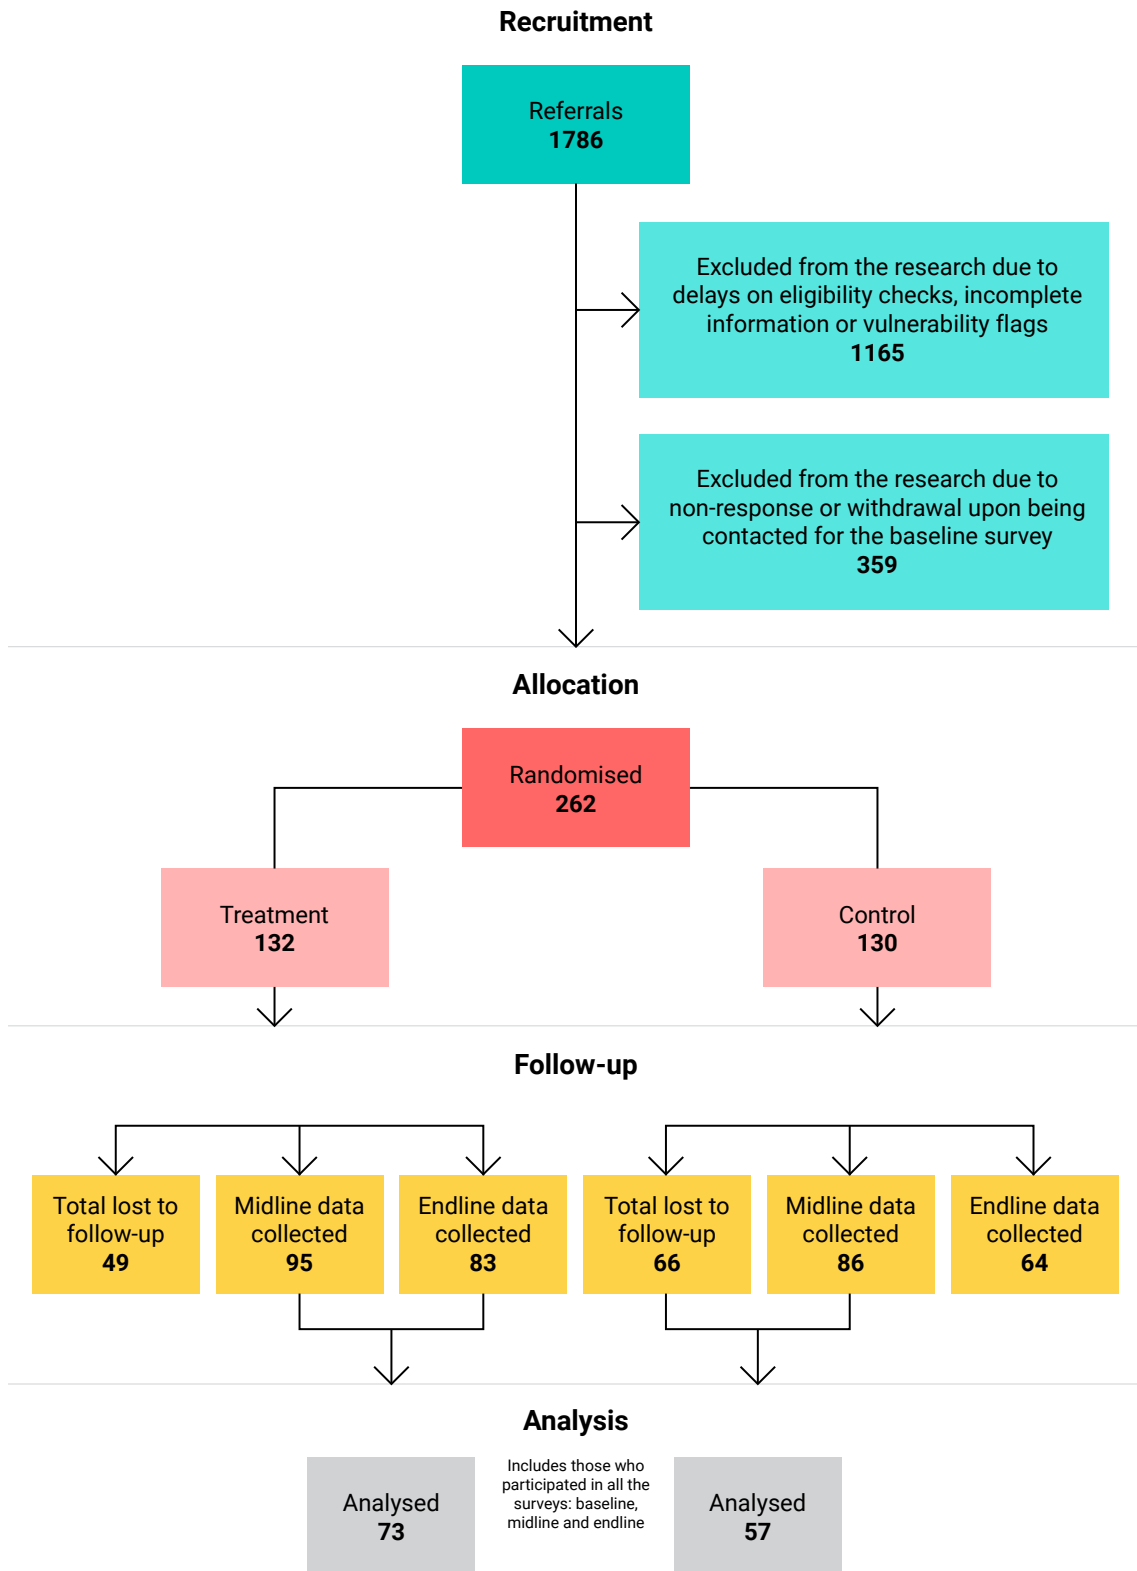 Recruitment
Referrals
1786
Excluded from the research due to
delays on eligibility checks, incomplete
information or vulnerability flags
1165
Excluded from the research due to
non-response or withdrawal upon being
contacted for the baseline survey
359
Allocation
Randomised
262
Treatment
132
Control
130
Follow-up
Total lost to
follow-up
49
Midline data
collected
95
Endline data
collected
83
Total lost to
follow-up
66
Midline data
collected
86
Endline data
collected
64
Analysis
Analysed
73
Includes those who
participated in all the
surveys: baseline,
midline and endline
Analysed
57